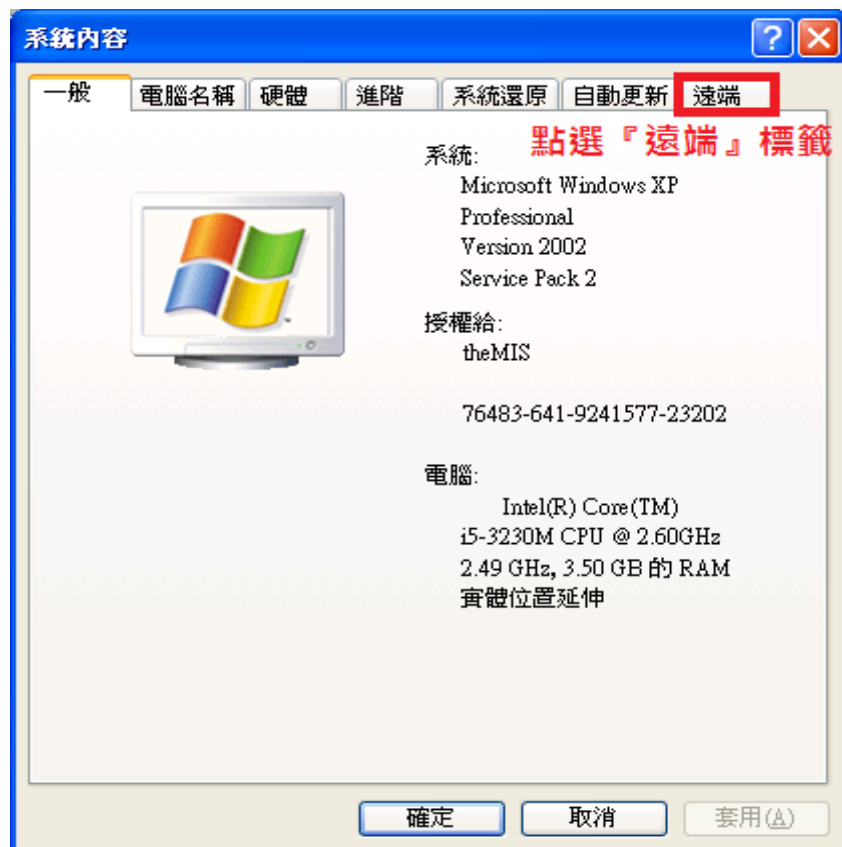 系統內容
一般 電腦名稱 硬體 進階 系統還原 自動更新 遠端
點選『遠端』標籤
系統:
Microsoft Windows XP
Professional
Version 2002
Service Pack 2
授權給:
theMIS
76483-641-9241577-23202
電腦:
Intel(R) Core(TM)
i5-3230M CPU @ 2.60GHz
2.49 GHz, 3.50 GB 的 RAM
實體位置延伸
確定 取消 套用(A)